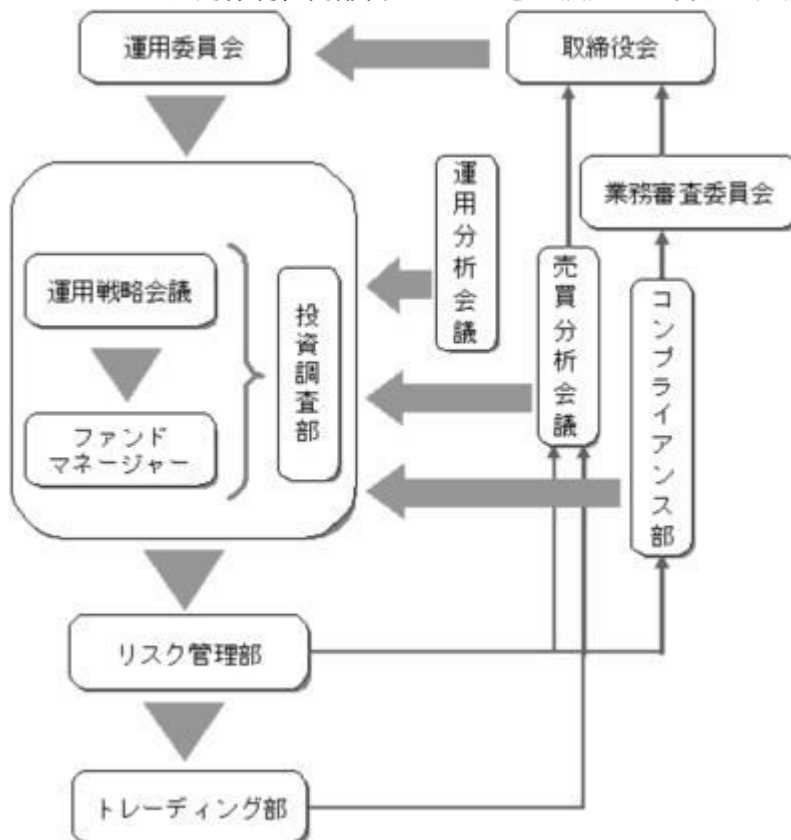 運用委員会
取締役会
運用分析会議
業務審査委員会
売買分析会議
コンプライアンス部
運用戦略会議
投資調査部
ファンド
マネージャー
リスク管理部
トレーディング部